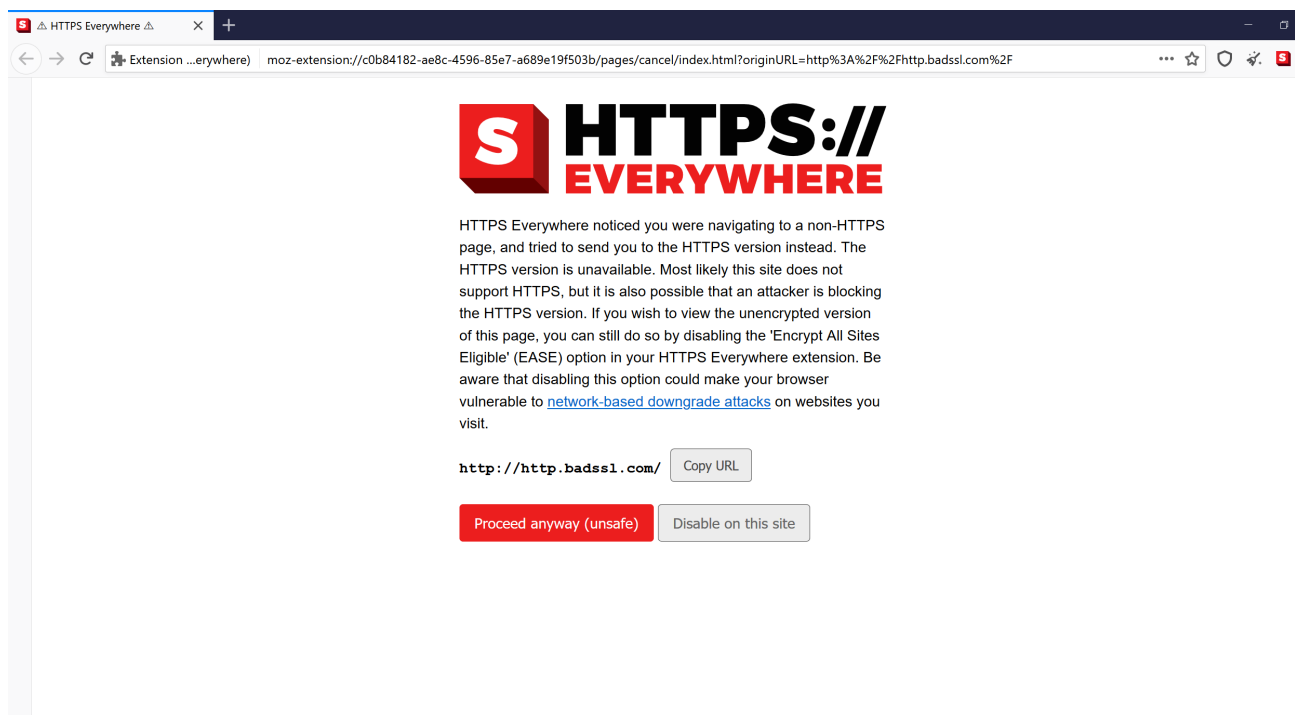 S ⚠ HTTPS Everywhere ⚠
Extension ...erywhere) moz-extension://c0b84182-ae8c-4596-85e7-a689e19f503b/pages/cancel/index.html?originURL=http%3A%2F%2Fhttp.badssl.com%2F S
S HTTPS://
EVERYWHERE
HTTPS Everywhere noticed you were navigating to a non-HTTPS
page, and tried to send you to the HTTPS version instead. The
HTTPS version is unavailable. Most likely this site does not
support HTTPS, but it is also possible that an attacker is blocking
the HTTPS version. If you wish to view the unencrypted version
of this page, you can still do so by disabling the 'Encrypt All Sites
Eligible' (EASE) option in your HTTPS Everywhere extension. Be
aware that disabling this option could make your browser
vulnerable to network-based downgrade attacks on websites you
visit.
http://http.badssl.com/ Copy URL
Proceed anyway (unsafe) Disable on this site